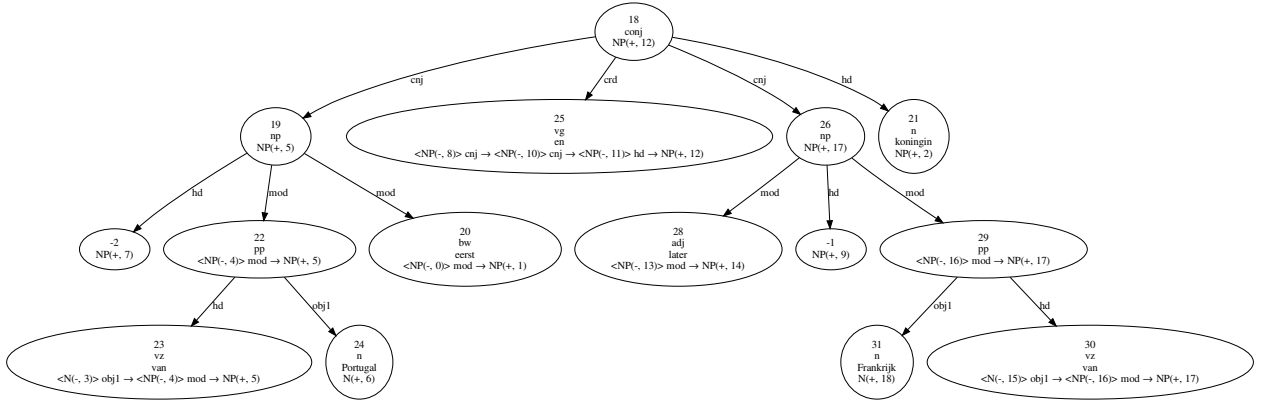 18
conj
NP(+, 12)
cnj
crd
cnj
hd
19
np
NP(+, 5)
25
vg
en
<NP(-, 8)> cnj → <NP(-, 10)> cnj → <NP(-, 11)> hd → NP(+, 12)
26
np
NP(+, 17)
21
n
koningin
NP(+, 2)
hd
mod
mod
mod
hd
mod
-2
NP(+, 7)
22
pp
<NP(-, 4)> mod → NP(+, 5)
20
bw
eerst
<NP(-, 0)> mod → NP(+, 1)
28
adj
later
<NP(-, 13)> mod → NP(+, 14)
-1
NP(+, 9)
29
pp
<NP(-, 16)> mod → NP(+, 17)
hd
obj1
obj1
hd
23
vz
van
<N(-, 3)> obj1 → <NP(-, 4)> mod → NP(+, 5)
24
n
Portugal
N(+, 6)
31
n
Frankrijk
N(+, 18)
30
vz
van
<N(-, 15)> obj1 → <NP(-, 16)> mod → NP(+, 17)